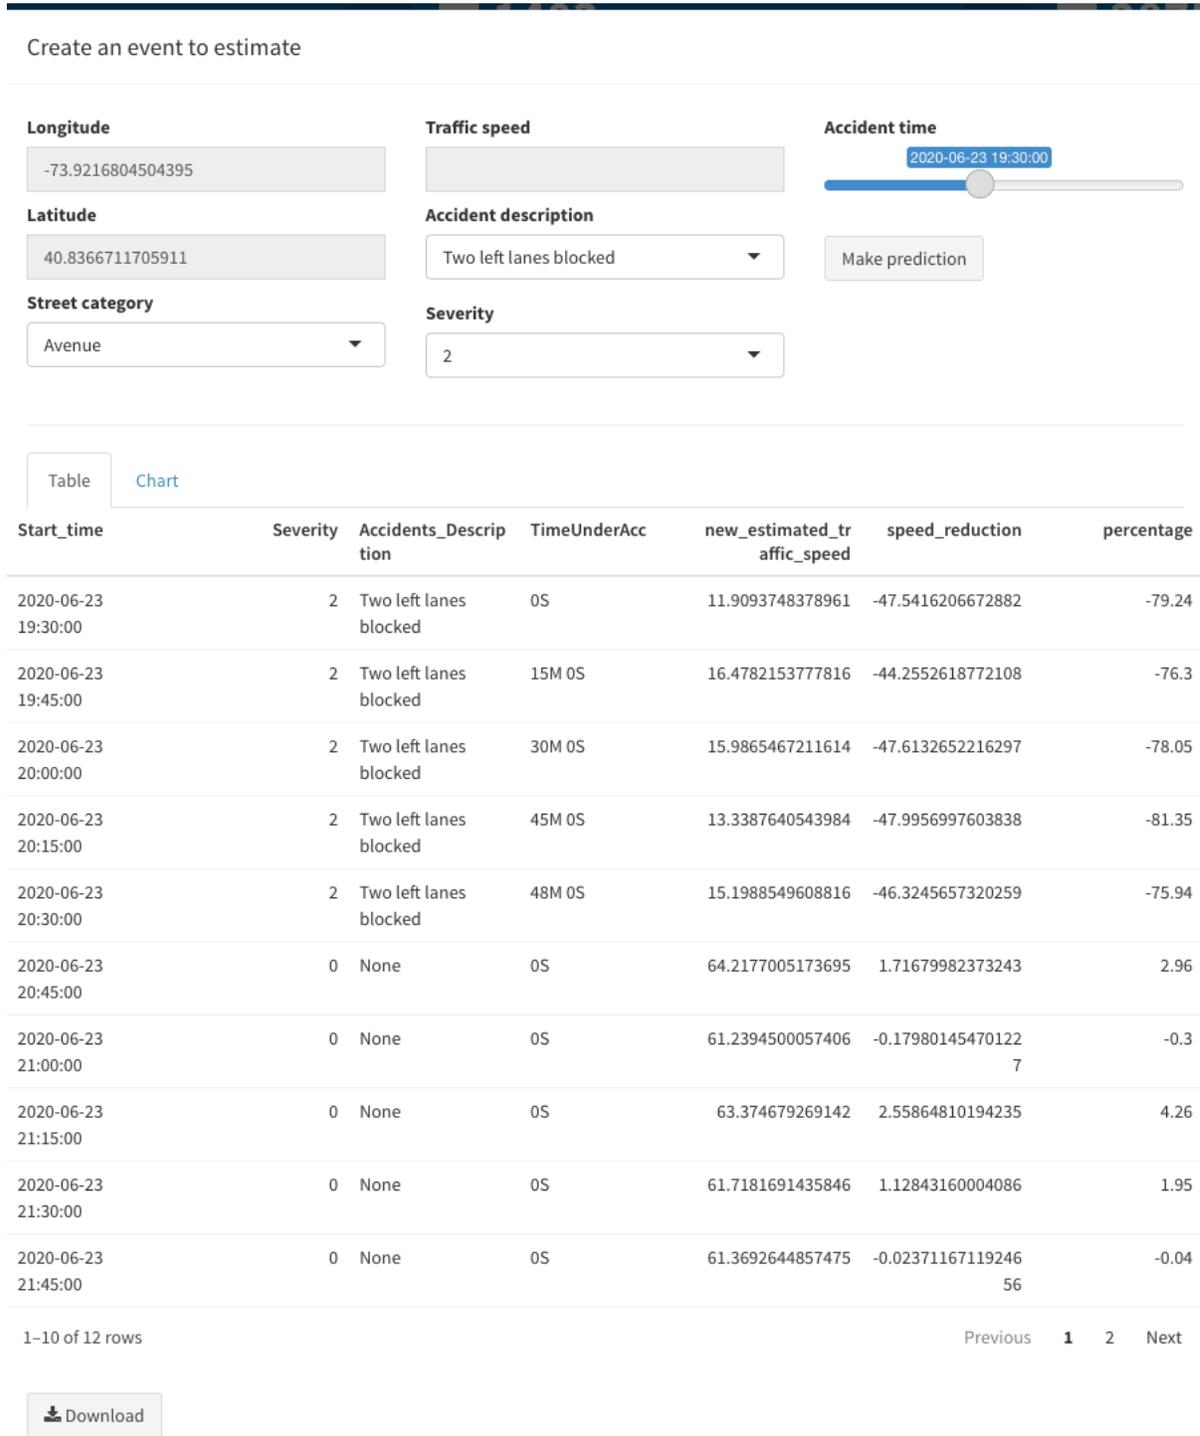 Create an event to estimate
Longitude
Traffic speed
Accident time
2020-06-23 19:30:00
-73.9216804504395
Latitude
Accident description
40.8366711705911
Two left lanes blocked
Make prediction
Street category
Severity
Avenue
2
Table
Chart
Start_time Severity Accidents_Descrip TimeUnderAcc new_estimated_tr speed_reduction percentage
tion affic_speed
2020-06-23 2 Two left lanes 0S 11.9093748378961 -47.5416206672882 -79.24
19:30:00 blocked
2020-06-23 2 Two left lanes 15M 0S 16.4782153777816 -44.2552618772108 -76.3
19:45:00 blocked
2020-06-23 2 Two left lanes 30M 0S 15.9865467211614 -47.6132652216297 -78.05
20:00:00 blocked
2020-06-23 2 Two left lanes 45M 0S 13.3387640543984 -47.9956997603838 -81.35
20:15:00 blocked
2020-06-23 2 Two left lanes 48M 0S 15.1988549608816 -46.3245657320259 -75.94
20:30:00 blocked
2020-06-23 0 None 0S 64.2177005173695 1.71679982373243 2.96
20:45:00
2020-06-23 0 None 0S 61.2394500057406 -0.17980145470122 -0.3
21:00:00 7
2020-06-23 0 None 0S 63.374679269142 2.55864810194235 4.26
21:15:00
2020-06-23 0 None 0S 61.7181691435846 1.12843160004086 1.95
21:30:00
2020-06-23 0 None 0S 61.3692644857475 -0.02371167119246 -0.04
21:45:00 56
1–10 of 12 rows
Previous 1 2 Next
Download